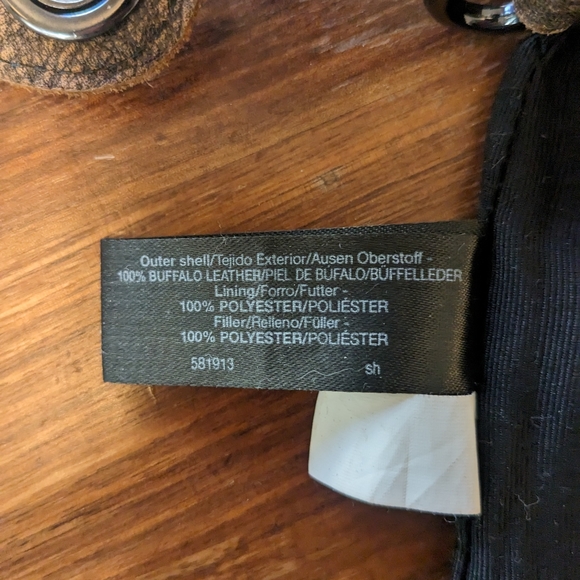 Outer shell/Tejido Exterior/Ausen Oberstoff -
100% BUFFALO LEATHER/PIEL DE BÚFALO/BÜFFELLEDER
Lining/Forro/Futter -
100% POLYESTER/POLIÉSTER
Filler/Relleno/Füller -
100% POLYESTER/POLIÉSTER
581913 sh